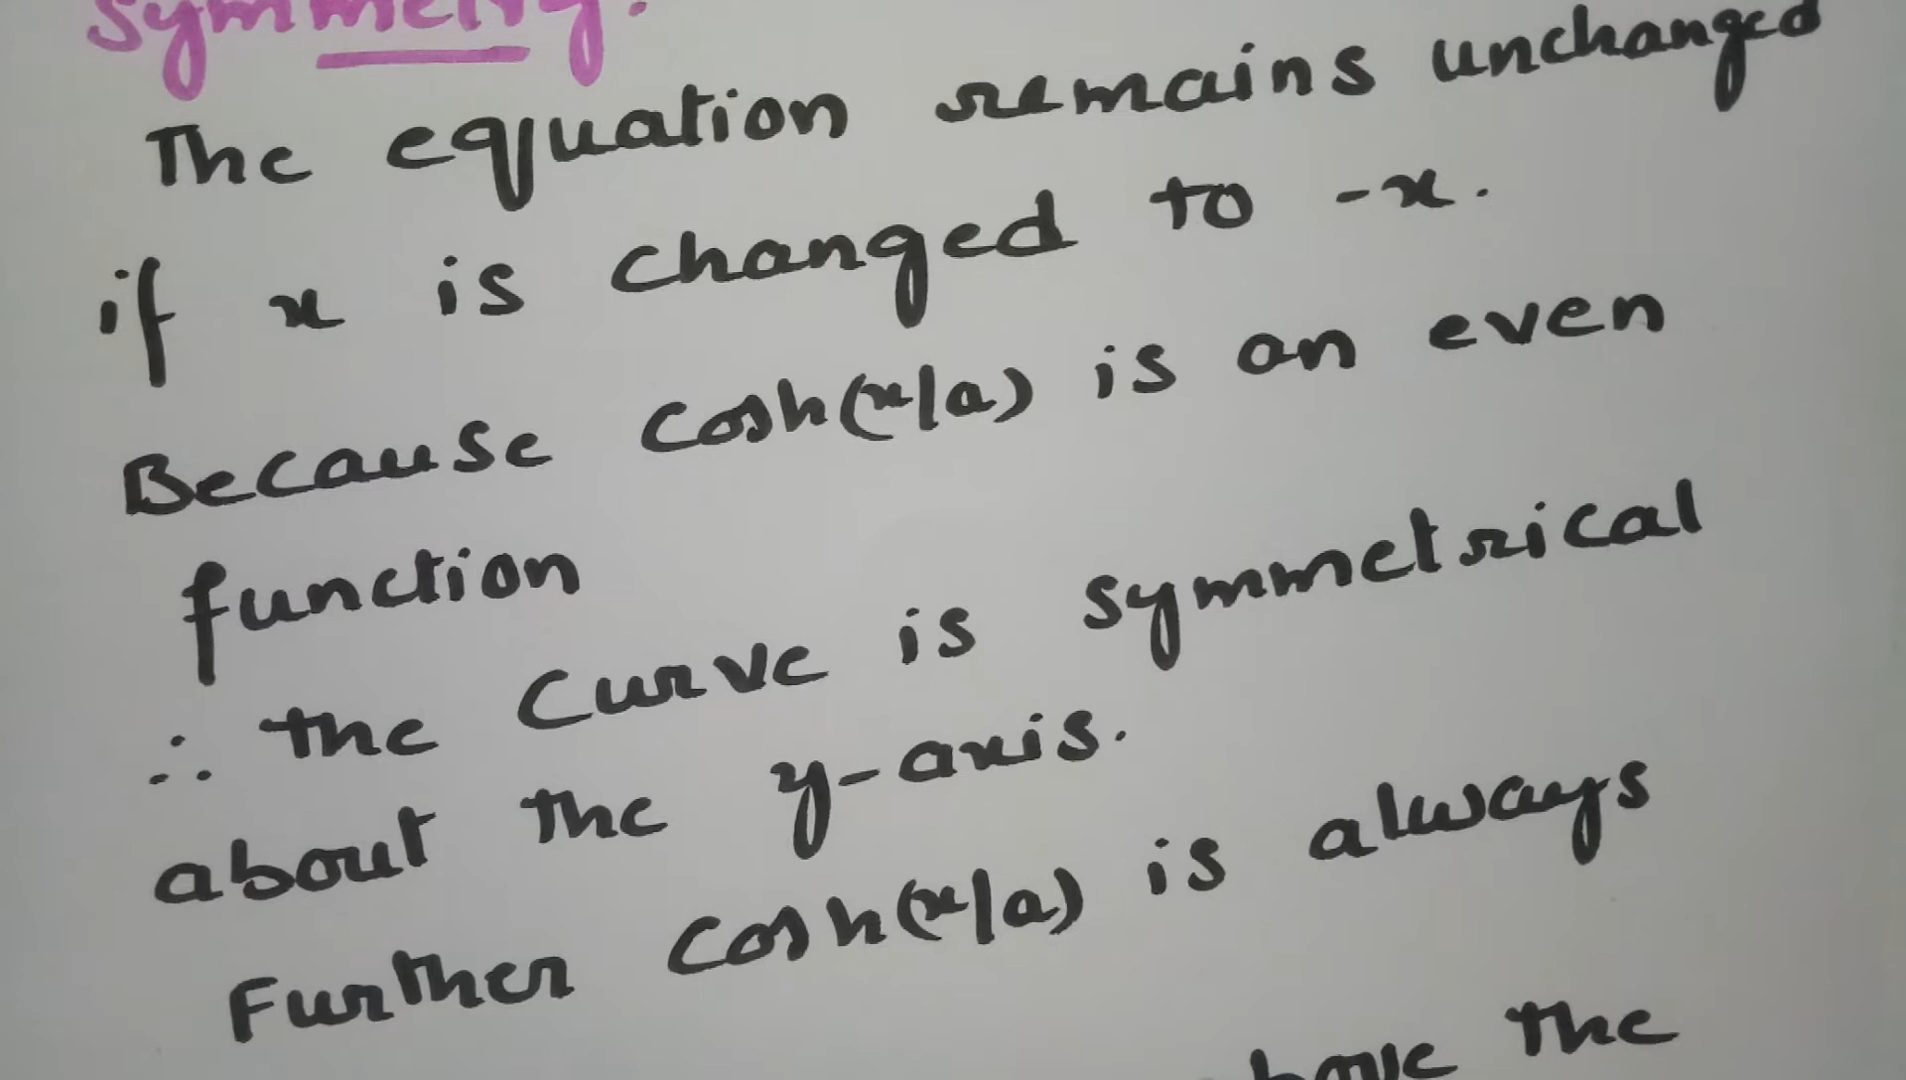 Symmetry:
The equation remains unchanged
if x is changed to -x.
Because cosh(x/a) is an even
function
∴ the curve is symmetrical
about the y-axis.
Further cosh(x/a) is always
above the